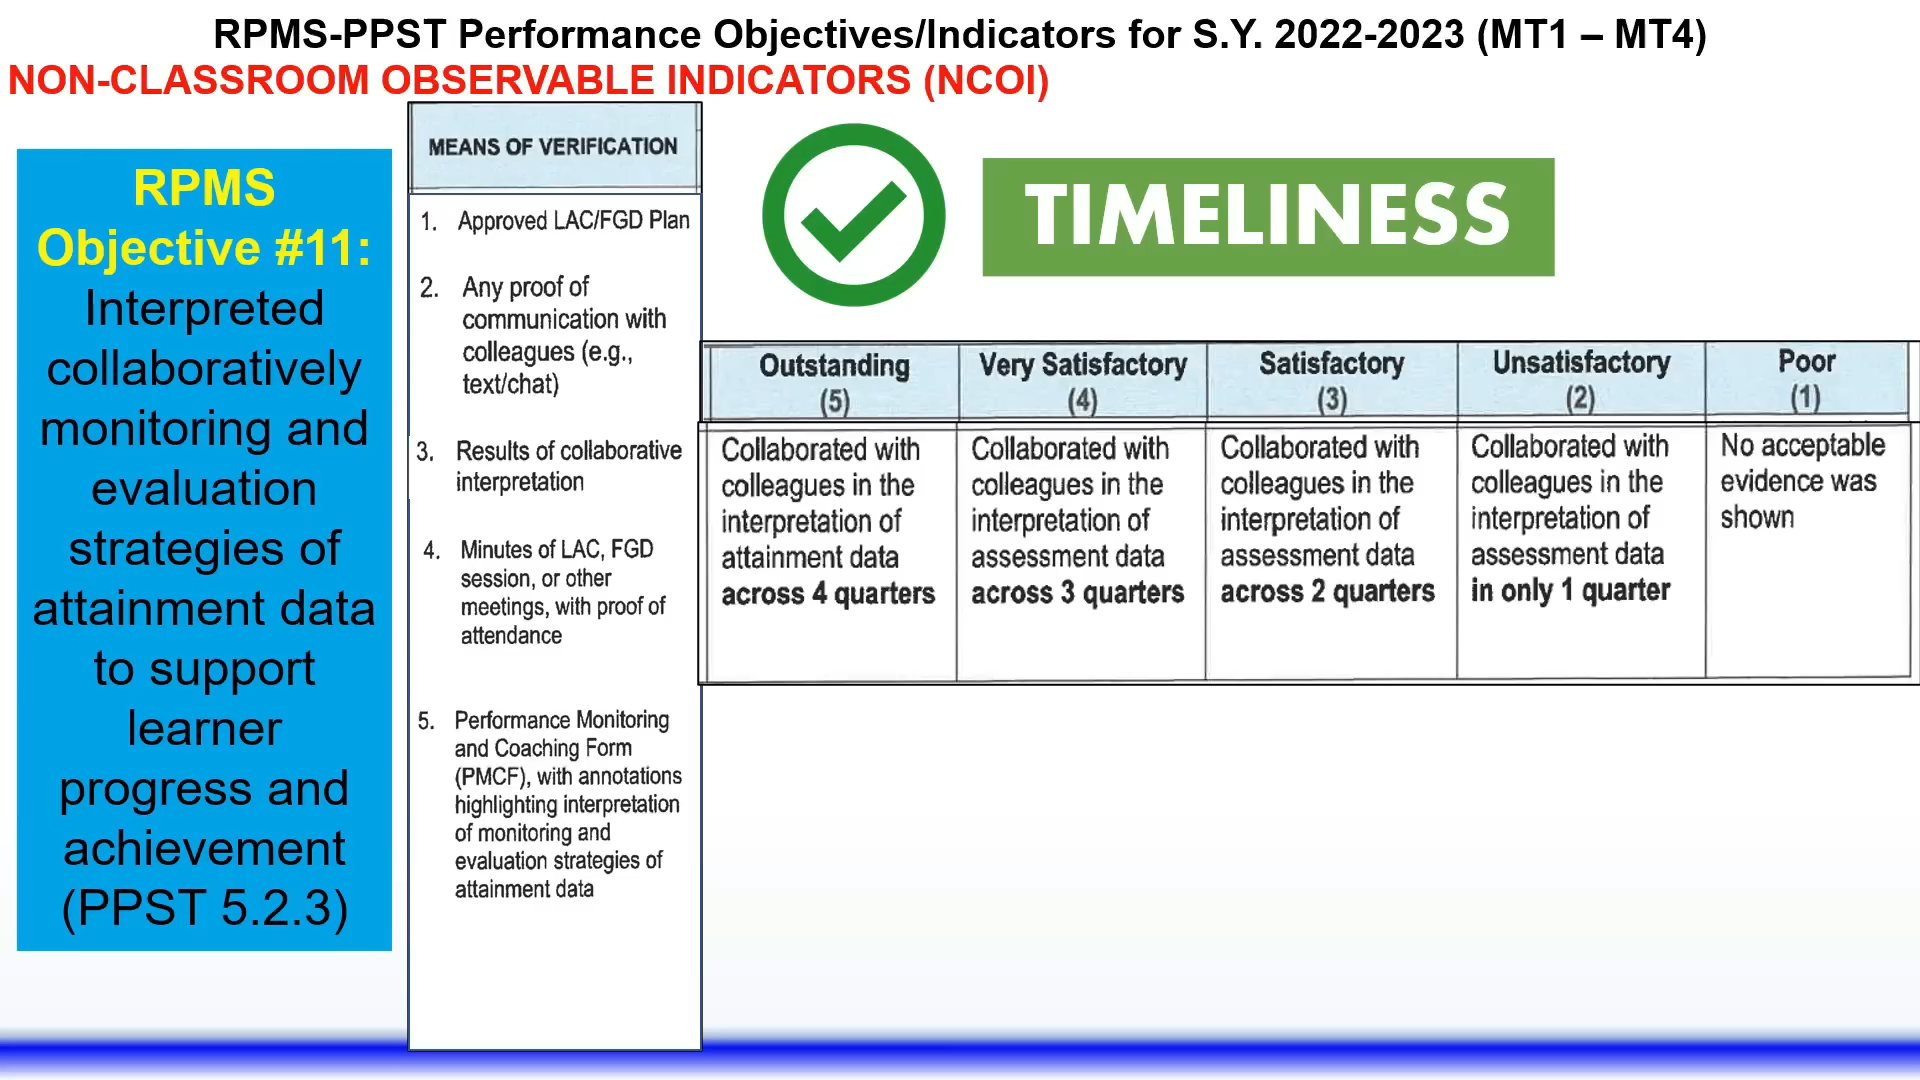 RPMS-PPST Performance Objectives/Indicators for S.Y. 2022-2023 (MT1 – MT4)
NON-CLASSROOM OBSERVABLE INDICATORS (NCOI)
RPMS
Objective #11:
Interpreted
collaboratively
monitoring and
evaluation
strategies of
attainment data
to support
learner
progress and
achievement
(PPST 5.2.3)
MEANS OF VERIFICATION
1. Approved LAC/FGD Plan
2. Any proof of
communication with
colleagues (e.g.,
text/chat)
3. Results of collaborative
interpretation
4. Minutes of LAC, FGD
session, or other
meetings, with proof of
attendance
5. Performance Monitoring
and Coaching Form
(PMCF), with annotations
highlighting interpretation
of monitoring and
evaluation strategies of
attainment data
TIMELINESS
Outstanding
(5)
Collaborated with
colleagues in the
interpretation of
attainment data
across 4 quarters
Very Satisfactory
(4)
Collaborated with
colleagues in the
interpretation of
assessment data
across 3 quarters
Satisfactory
(3)
Collaborated with
colleagues in the
interpretation of
assessment data
across 2 quarters
Unsatisfactory
(2)
Collaborated with
colleagues in the
interpretation of
assessment data
in only 1 quarter
Poor
(1)
No acceptable
evidence was
shown